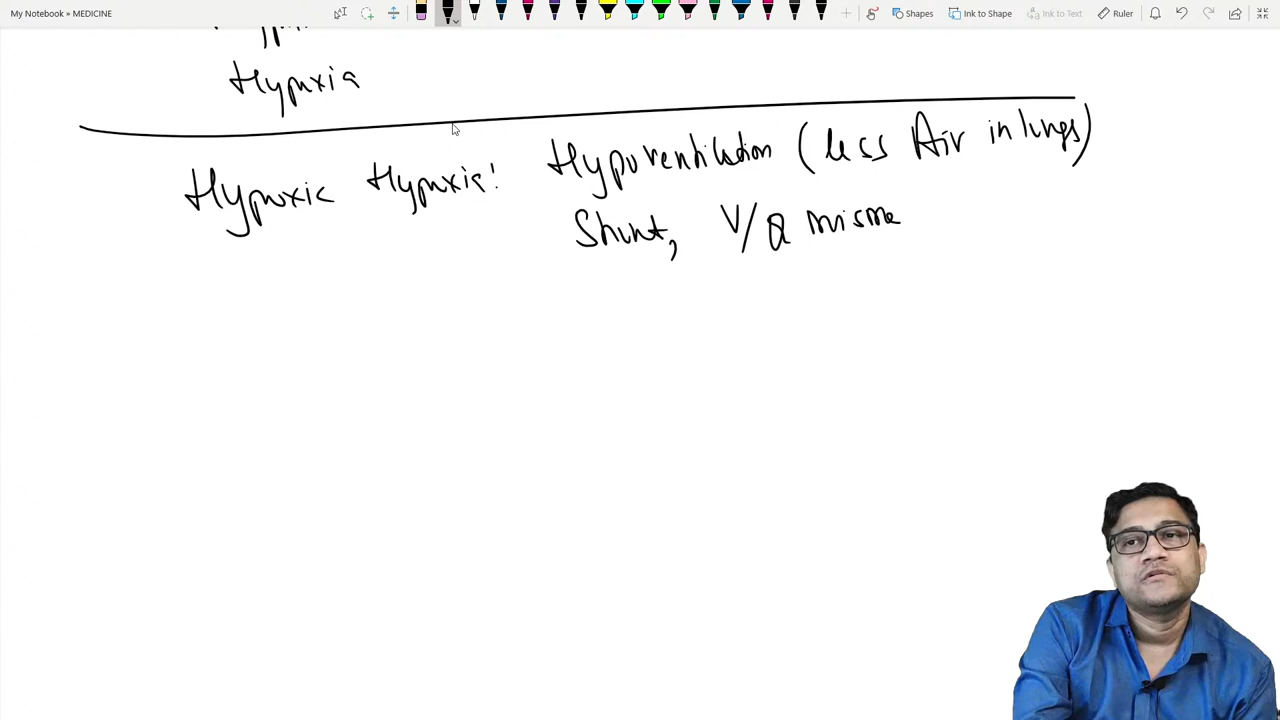 My Notebook » MEDICINE
Shapes Ink to Shape Ink to Text Ruler
Hypoxia
Hypoxic Hypoxia: Hypoventilation (less Air in lungs)
Shunt, V/Q misma